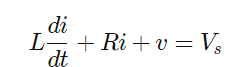 L di/dt + Ri + v = V_s